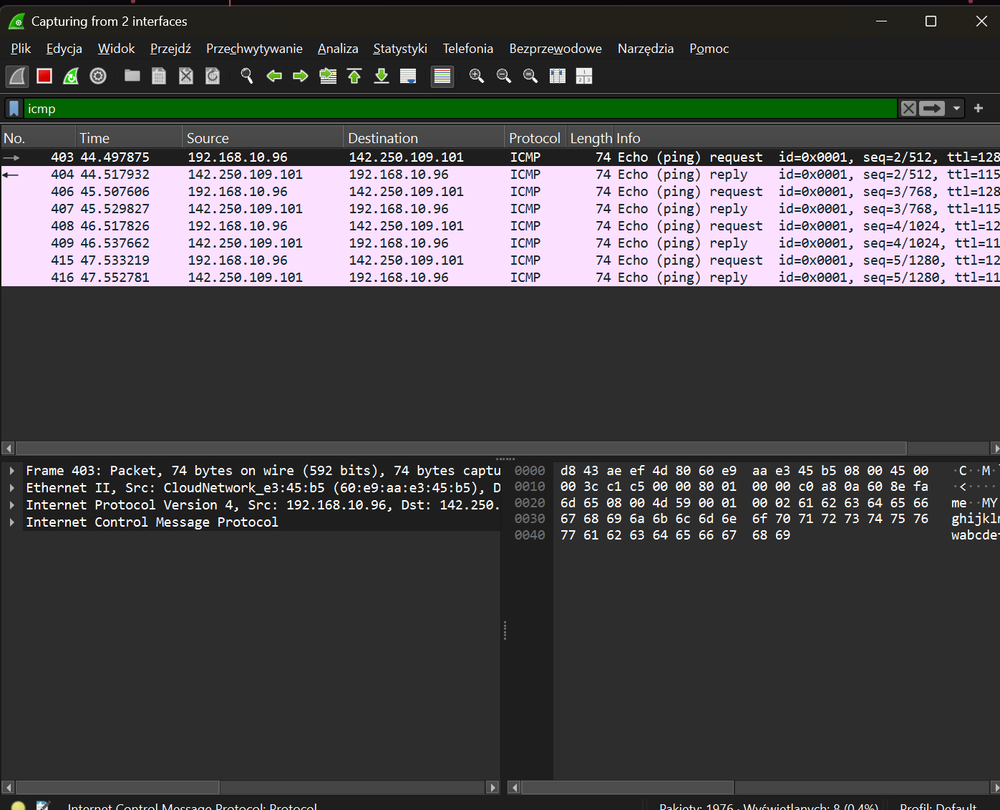 Capturing from 2 interfaces
Plik Edycja Widok Przejdź Przechwytywanie Analiza Statystyki Telefonia Bezprzewodowe Narzędzia Pomoc
icmp
No. Time Source Destination Protocol Length Info
403 44.497875 192.168.10.96 142.250.109.101 ICMP 74 Echo (ping) request id=0x0001, seq=2/512, ttl=128
404 44.517932 142.250.109.101 192.168.10.96 ICMP 74 Echo (ping) reply id=0x0001, seq=2/512, ttl=115
406 45.507606 192.168.10.96 142.250.109.101 ICMP 74 Echo (ping) request id=0x0001, seq=3/768, ttl=128
407 45.529827 142.250.109.101 192.168.10.96 ICMP 74 Echo (ping) reply id=0x0001, seq=3/768, ttl=115
408 46.517826 192.168.10.96 142.250.109.101 ICMP 74 Echo (ping) request id=0x0001, seq=4/1024, ttl=12
409 46.537662 142.250.109.101 192.168.10.96 ICMP 74 Echo (ping) reply id=0x0001, seq=4/1024, ttl=11
415 47.533219 192.168.10.96 142.250.109.101 ICMP 74 Echo (ping) request id=0x0001, seq=5/1280, ttl=12
416 47.552781 142.250.109.101 192.168.10.96 ICMP 74 Echo (ping) reply id=0x0001, seq=5/1280, ttl=11
Frame 403: Packet, 74 bytes on wire (592 bits), 74 bytes captu
Ethernet II, Src: CloudNetwork_e3:45:b5 (60:e9:aa:e3:45:b5), D
Internet Protocol Version 4, Src: 192.168.10.96, Dst: 142.250.
Internet Control Message Protocol
0000 d8 43 ae ef 4d 80 60 e9 aa e3 45 b5 08 00 45 00 ·C··M·`
0010 00 3c c1 c5 00 00 80 01 00 00 c0 a8 0a 60 8e fa ·<····
0020 6d 65 08 00 4d 59 00 01 00 02 61 62 63 64 65 66 me··MY
0030 67 68 69 6a 6b 6c 6d 6e 6f 70 71 72 73 74 75 76 ghijklm
0040 77 61 62 63 64 65 66 67 68 69 wabcdef
Internet Control Message Protocol: Protocol
Pakiety: 1976 · Wyświetlanych: 8 (0.4%)
Profil: Default